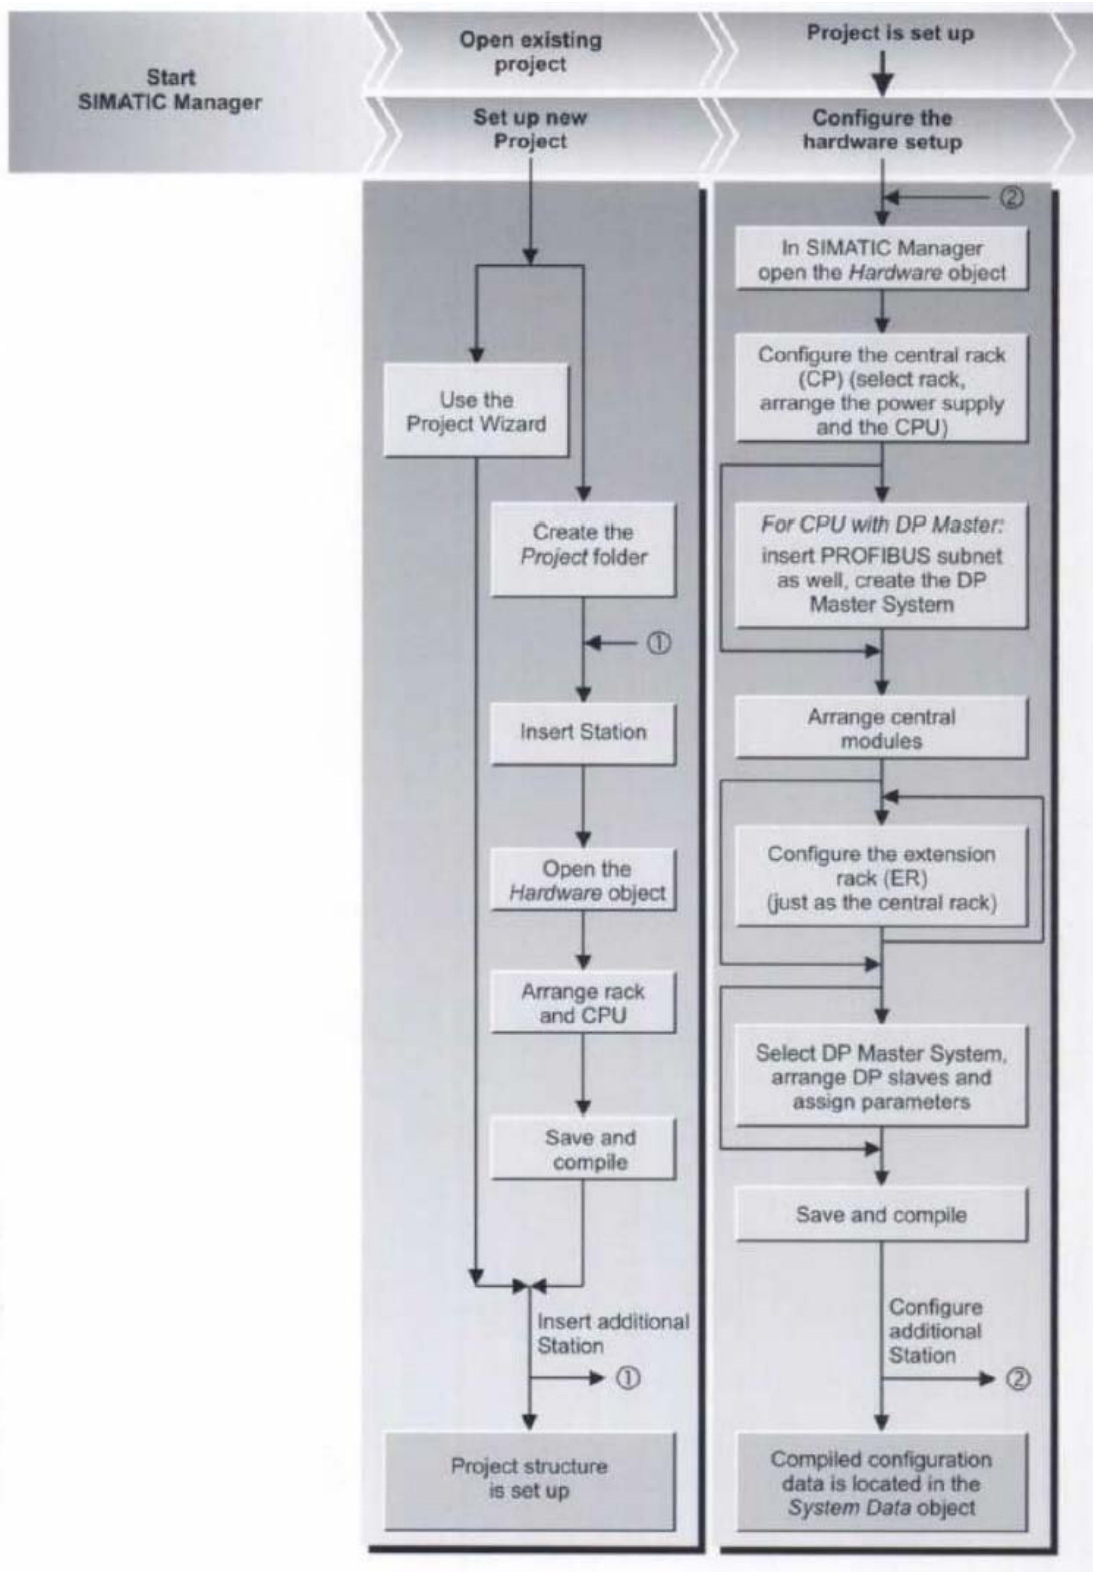 Start
SIMATIC Manager
Open existing
project
Project is set up
Set up new
Project
Configure the
hardware setup
Use the
Project Wizard
Create the
Project folder
①
Insert Station
Open the
Hardware object
Arrange rack
and CPU
Save and
compile
Insert additional
Station
①
Project structure
is set up
②
In SIMATIC Manager
open the Hardware object
Configure the central rack
(CP) (select rack,
arrange the power supply
and the CPU)
For CPU with DP Master:
insert PROFIBUS subnet
as well, create the DP
Master System
Arrange central
modules
Configure the extension
rack (ER)
(just as the central rack)
Select DP Master System,
arrange DP slaves and
assign parameters
Save and compile
Configure
additional
Station
②
Compiled configuration
data is located in the
System Data object